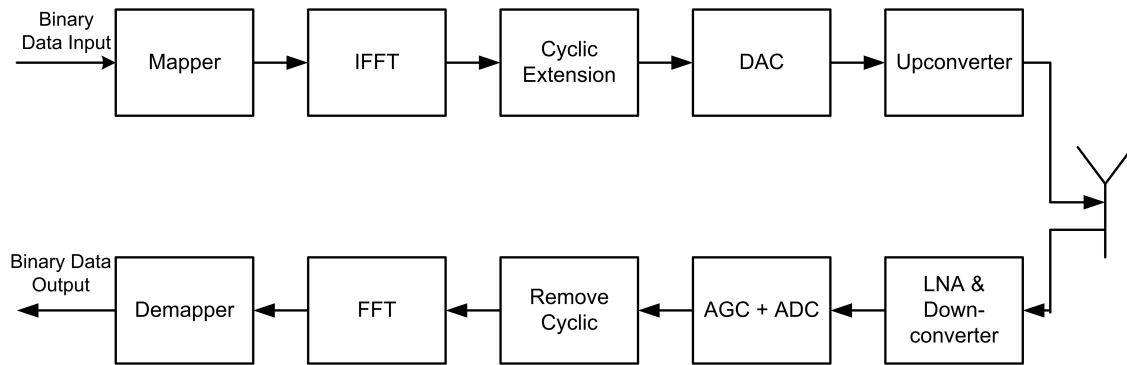 Binary
Data Input
Mapper
IFFT
Cyclic
Extension
DAC
Upconverter
Binary Data
Output
Demapper
FFT
Remove
Cyclic
AGC + ADC
LNA &
Down-
converter